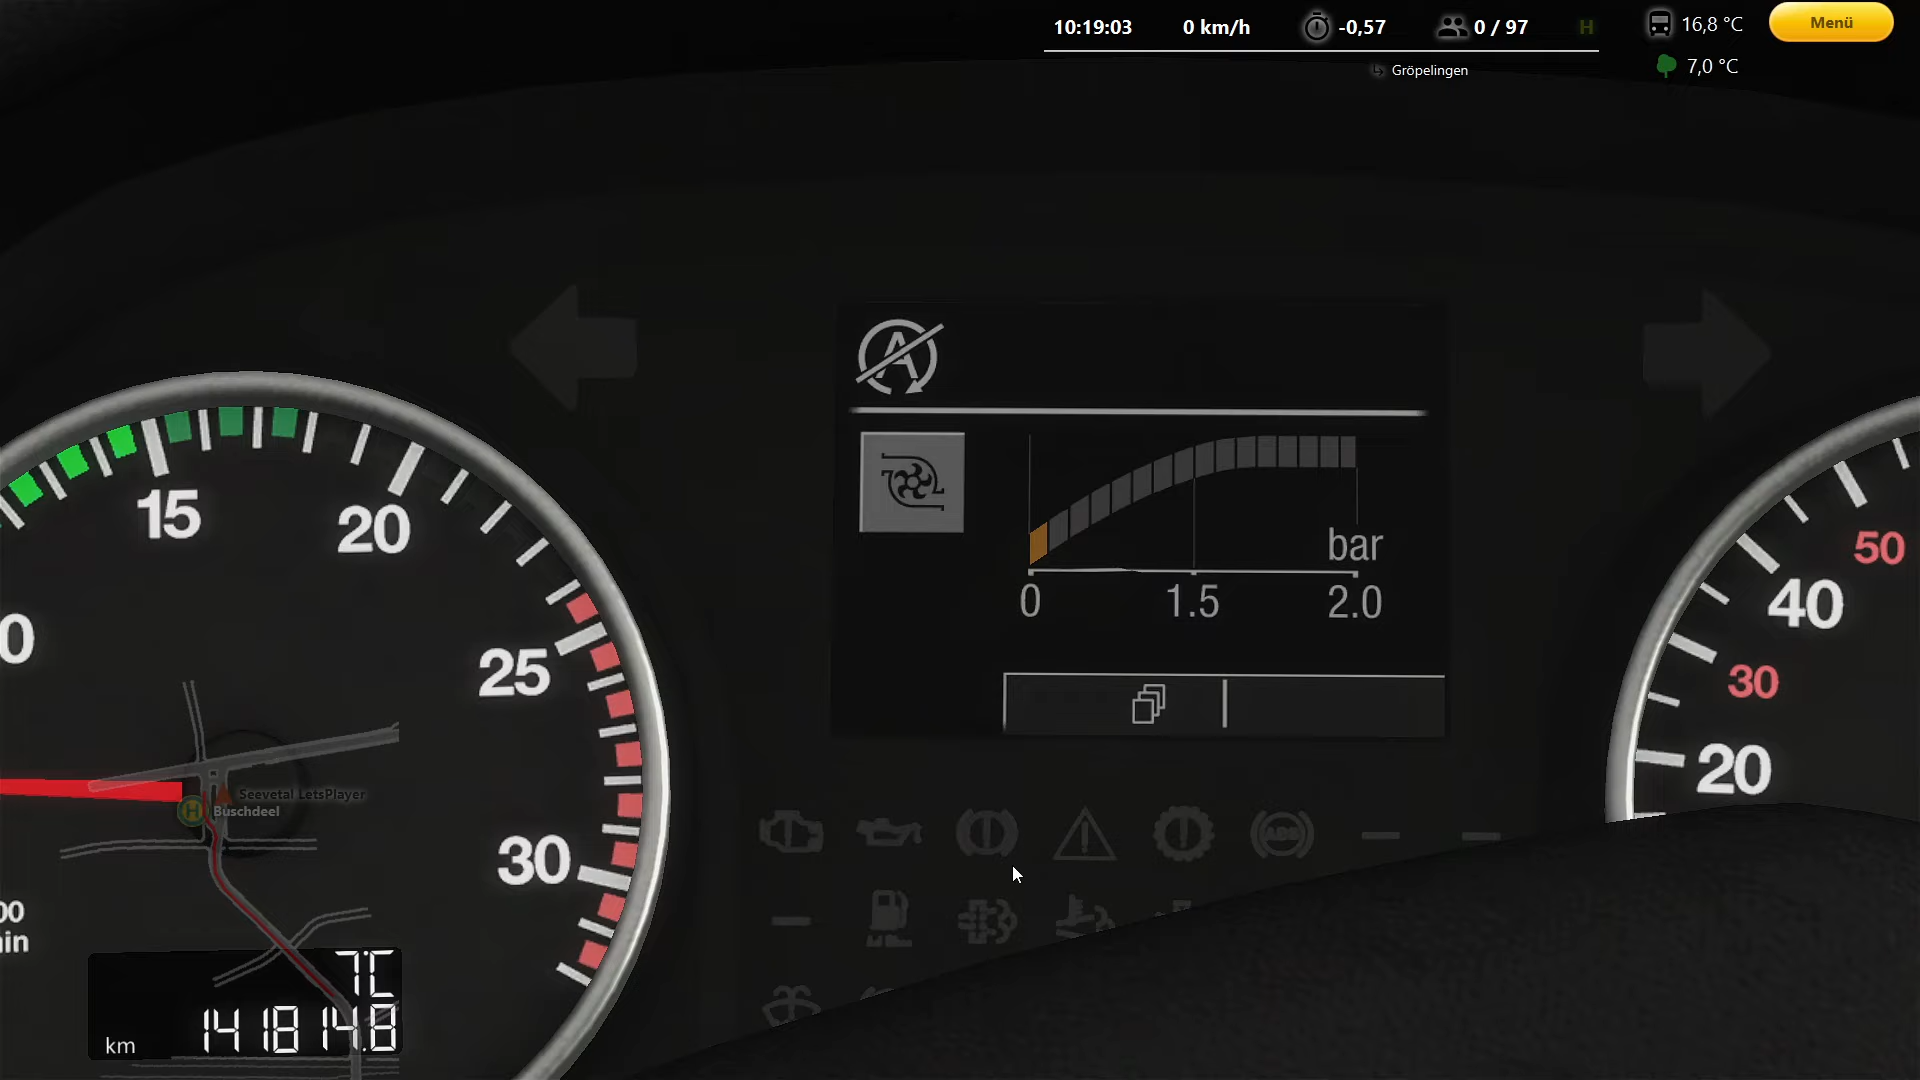 10:19:03 0 km/h -0,57 0 / 97 H 16,8 °C Menü
Gröpelingen 7,0 °C
A
15
20
25
30
bar
0 1.5 2.0
50
40
30
20
ABS
Seevetal LetsPlayer
H Buschdeel
7C
km 141814.8